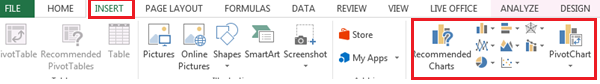 FILE HOME INSERT PAGE LAYOUT FORMULAS DATA REVIEW VIEW LIVE OFFICE ANALYZE DESIGN
PivotTable Recommended PivotTables Table Pictures Online Pictures Shapes SmartArt Screenshot Store My Apps Recommended Charts PivotChart